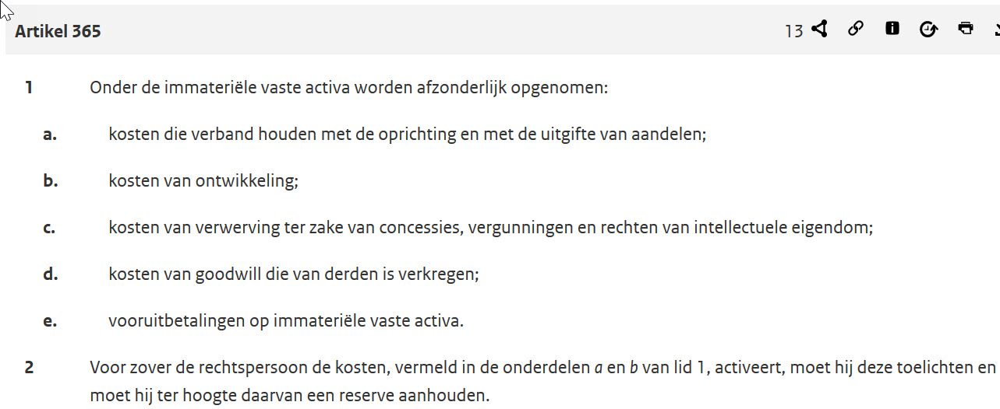 Artikel 365 13
1 Onder de immateriële vaste activa worden afzonderlijk opgenomen:
a. kosten die verband houden met de oprichting en met de uitgifte van aandelen;
b. kosten van ontwikkeling;
c. kosten van verwerving ter zake van concessies, vergunningen en rechten van intellectuele eigendom;
d. kosten van goodwill die van derden is verkregen;
e. vooruitbetalingen op immateriële vaste activa.
2 Voor zover de rechtspersoon de kosten, vermeld in de onderdelen a en b van lid 1, activeert, moet hij deze toelichten en
moet hij ter hoogte daarvan een reserve aanhouden.